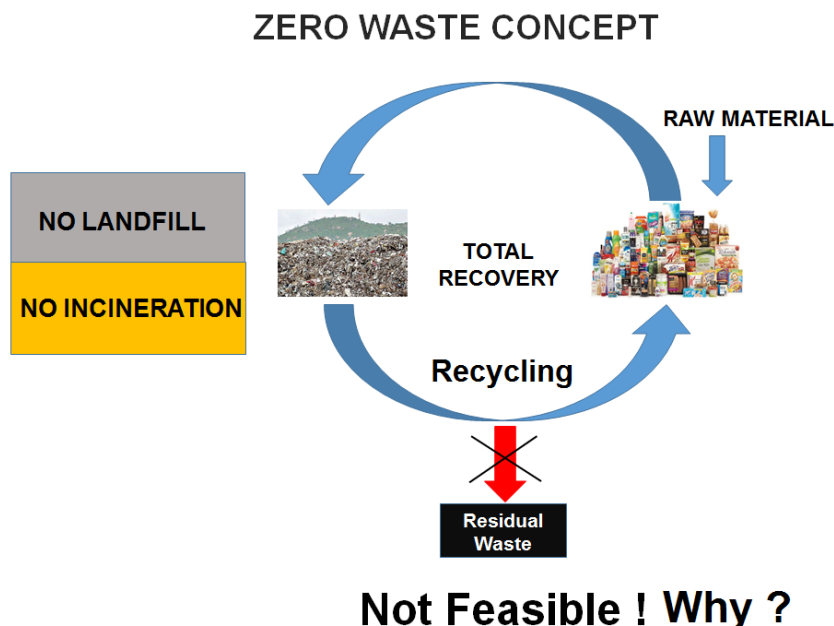 ZERO WASTE CONCEPT
RAW MATERIAL
NO LANDFILL
TOTAL
RECOVERY
NO INCINERATION
Recycling
Residual
Waste
Not Feasible ! Why ?